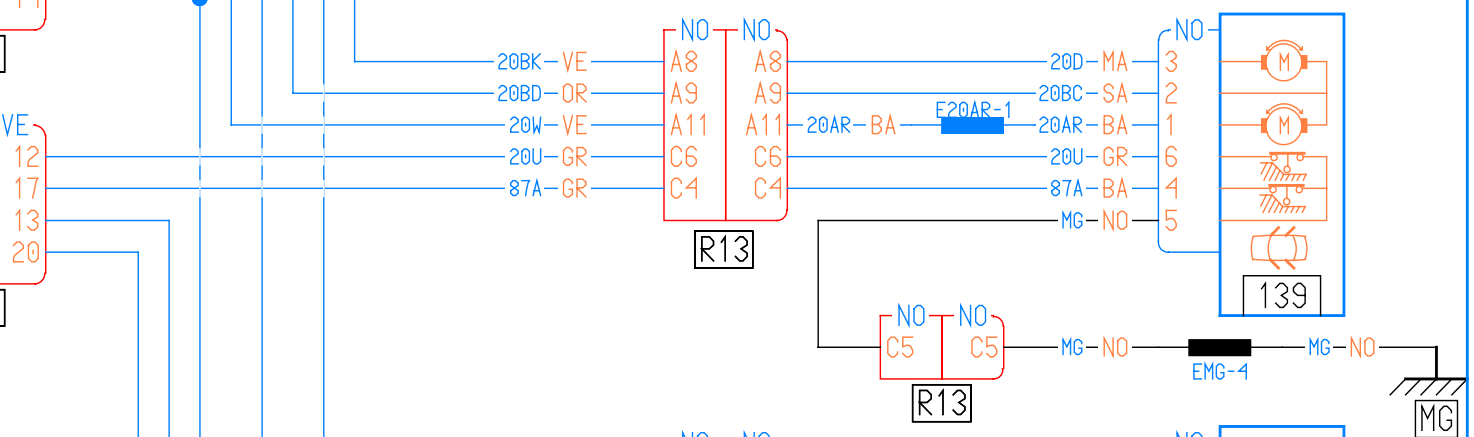 NO NO NO
20BK VE A8 A8 20D MA 3 M
20BD OR A9 A9 20BC SA 2
E20AR-1
VE 20W VE A11 A11 20AR BA 20AR BA 1 M
12 20U GR C6 C6 20U GR 6
17 87A GR C4 C4 87A BA 4
13 MG NO 5
20 R13
139
NO NO
C5 C5 MG NO MG NO
EMG-4
R13 MG